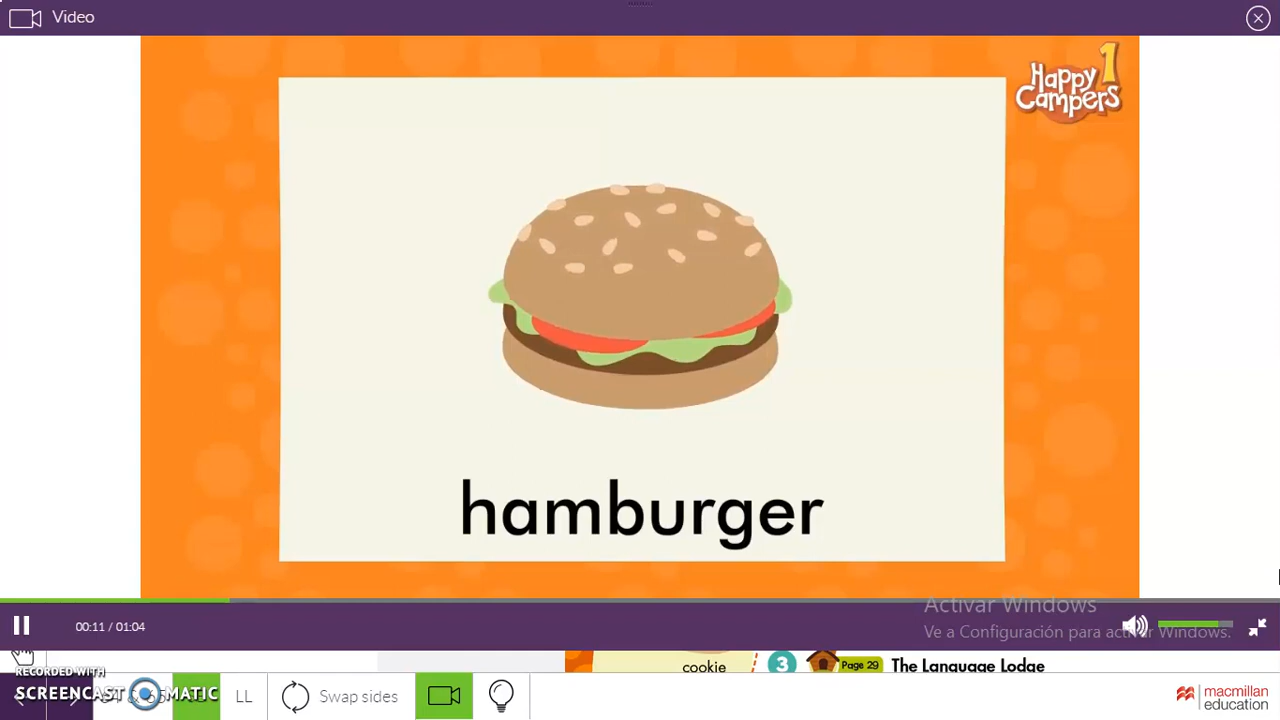 Video
Happy 1
Campers
hamburger
Activar Windows
Ve a Configuración para activar Windows.
00:11 / 01:04
cookie
3
Page 29
The Language Lodge
RECORDED WITH
SCREENCAST MATIC
LL
Swap sides
macmillan
education